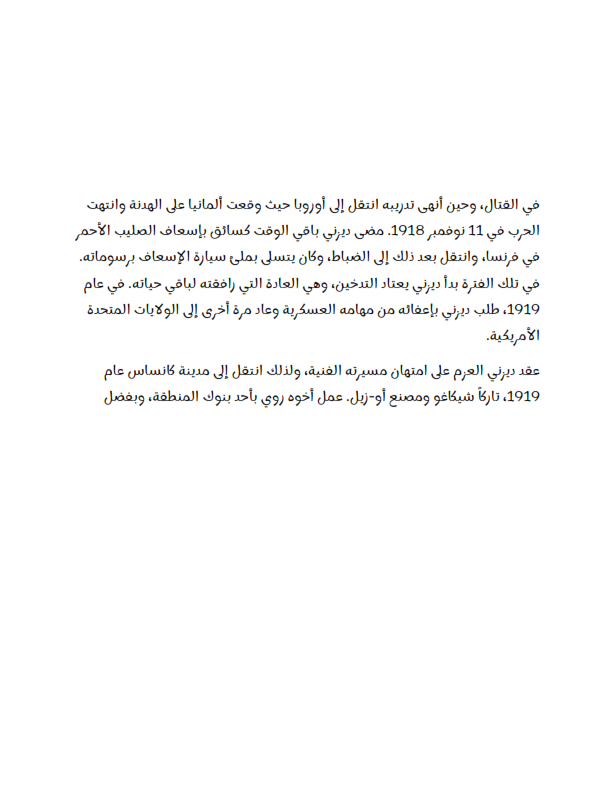 في القتال، وحين أنهى تدريبه انتقل إلى أوروبا حيث وقعت ألمانيا على الهدنة وانتهت
الحرب في 11 نوفمبر 1918. مضى ديزني باقي الوقت كسائق بإسعاف الصليب الأحمر
في فرنسا، وانتقل بعد ذلك إلى الضباط، وكان يتسلى بملئ سيارة الإسعاف برسوماته.
في تلك الفترة بدأ ديزني يعتاد التدخين، وهي العادة التي رافقته لباقي حياته. في عام
1919، طلب ديزني بإعفائه من مهامه العسكرية وعاد مرة أخرى إلى الولايات المتحدة
الأمريكية.
عقد ديزني العزم على امتهان مسيرته الفنية، ولذلك انتقل إلى مدينة كانساس عام
1919، تاركاً شيكاغو ومصنع أو-زيل. عمل أخوه روي بأحد بنوك المنطقة، وبفضل